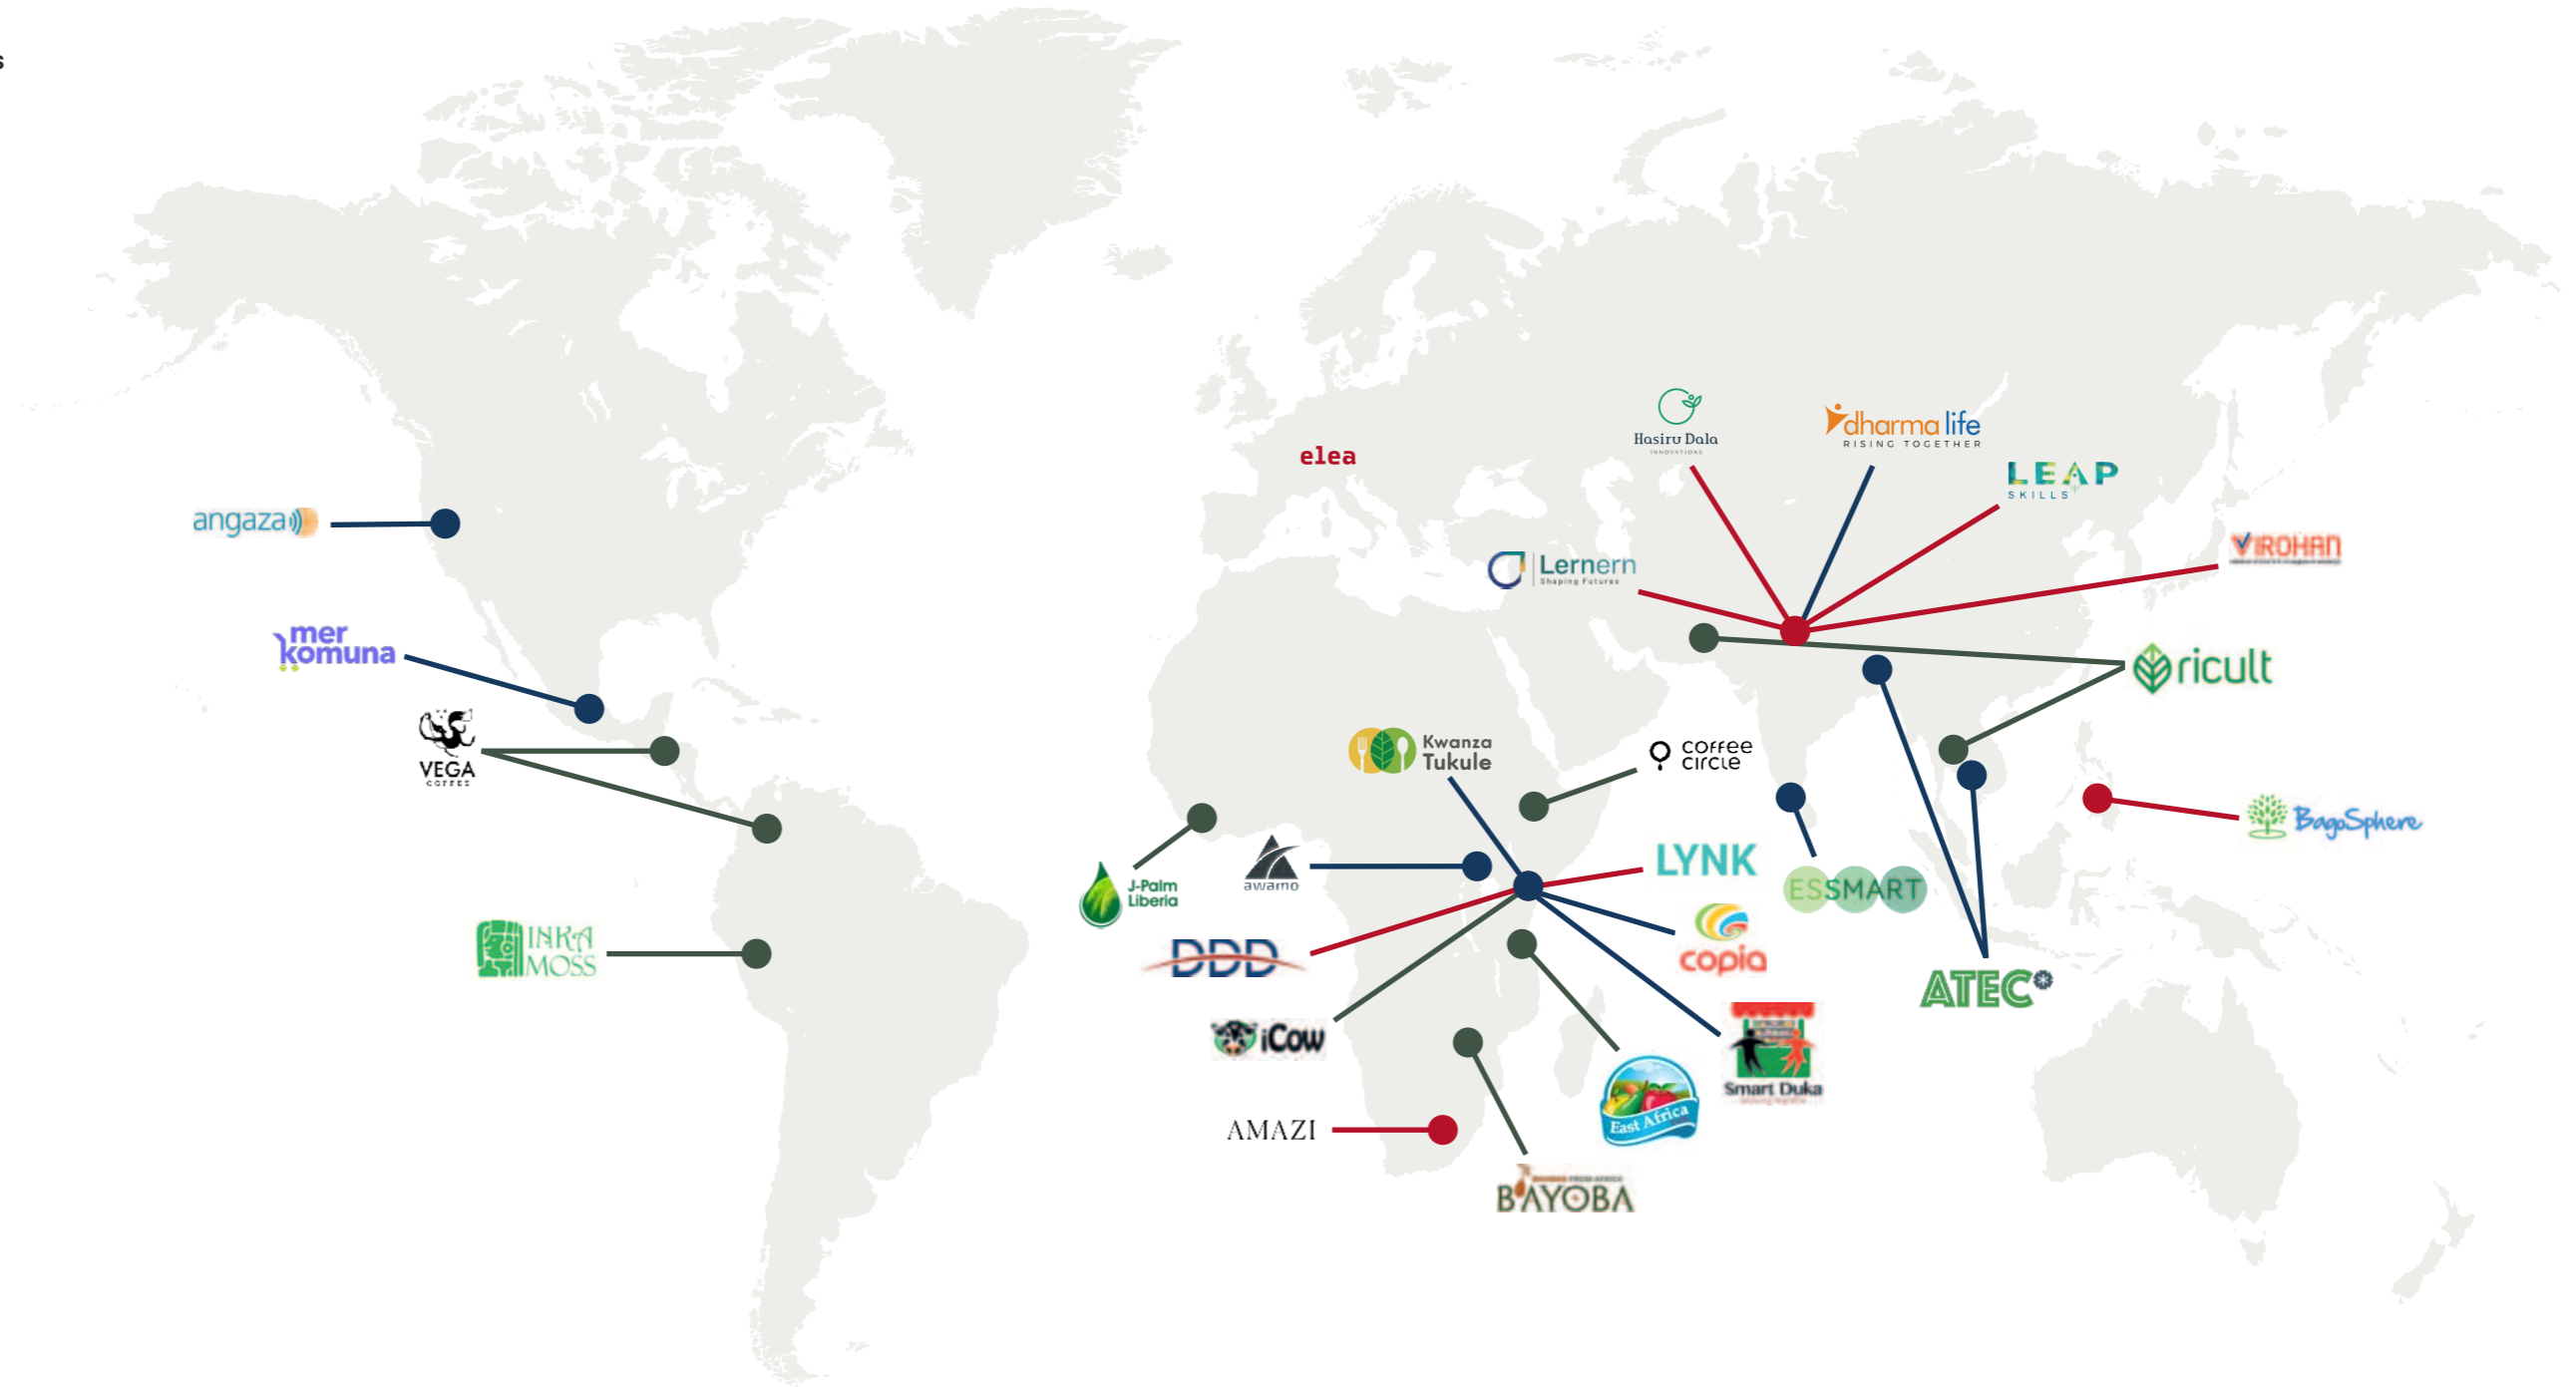 s
Hasiru Dala
INNOVATIONS
dharma life
RISING TOGETHER
elea
LEAP
SKILLS
angaza
VIROHAN
Lernern
Shaping Futures
mer
komuna
ricult
VEGA
COFFEE
Kwanza
Tukule
coffee
circle
BagoSphere
LYNK
J-Palm
Liberia
awamo
ESSMART
INKA
MOSS
DDD
copia
ATEC*
iCow
Smart Duka
East Africa
AMAZI
BAYOBA